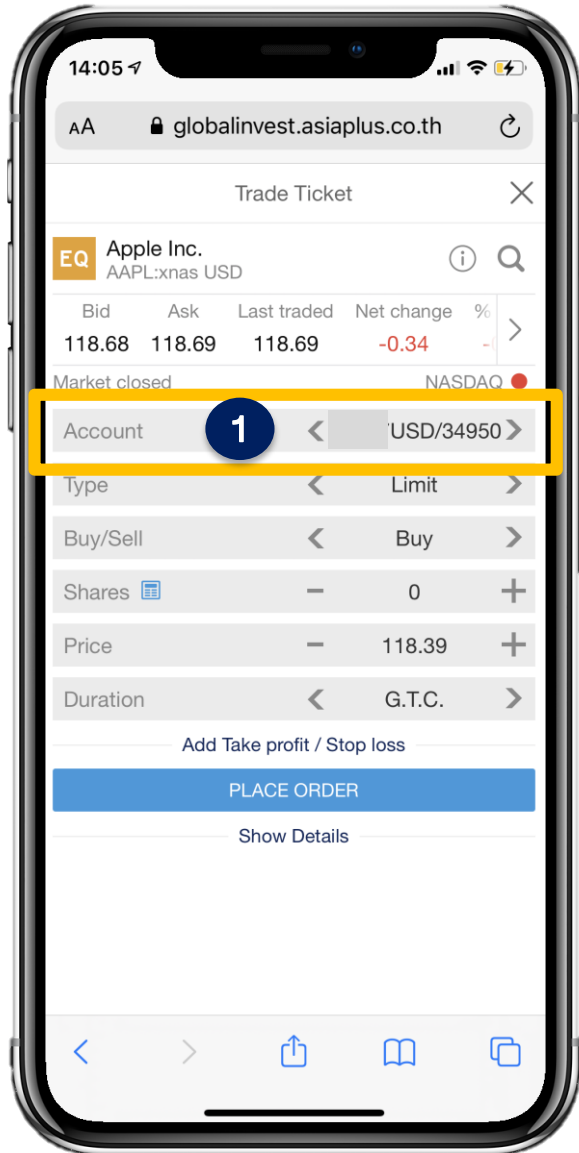 14:05
AA globalinvest.asiaplus.co.th
Trade Ticket
EQ Apple Inc.
AAPL:xnas USD
Bid Ask Last traded Net change %
118.68 118.69 118.69 -0.34 -
Market closed NASDAQ
Account 1 USD/34950
Type Limit
Buy/Sell Buy
Shares − 0 +
Price − 118.39 +
Duration G.T.C.
Add Take profit / Stop loss
PLACE ORDER
Show Details